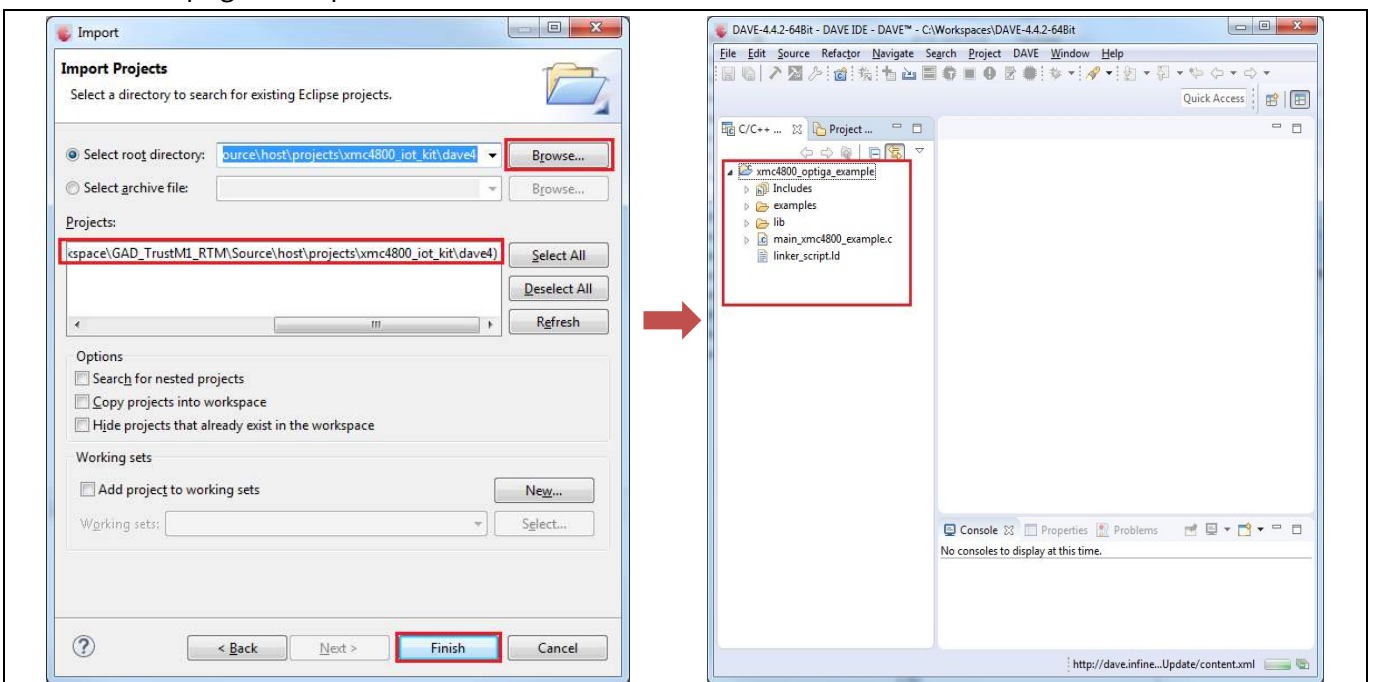 Import
Import Projects
Select a directory to search for existing Eclipse projects.
Select root directory: ource\host\projects\xmc4800_iot_kit\dave4 Browse...
Select archive file: Browse...
Projects:
kspace\GAD_TrustM1_RTM\Source\host\projects\xmc4800_iot_kit\dave4) Select All
Deselect All
Refresh
Options
Search for nested projects
Copy projects into workspace
Hide projects that already exist in the workspace
Working sets
Add project to working sets New...
Working sets: Select...
? < Back Next > Finish Cancel
DAVE-4.4.2-64Bit - DAVE IDE - DAVE™ - C:\Workspaces\DAVE-4.4.2-64Bit
File Edit Source Refactor Navigate Search Project DAVE Window Help
Quick Access
C/C++ ... Project ...
xmc4800_optiga_example
Includes
examples
lib
main_xmc4800_example.c
linker_script.ld
Console Properties Problems
No consoles to display at this time.
http://dave.infine...Update/content.xml